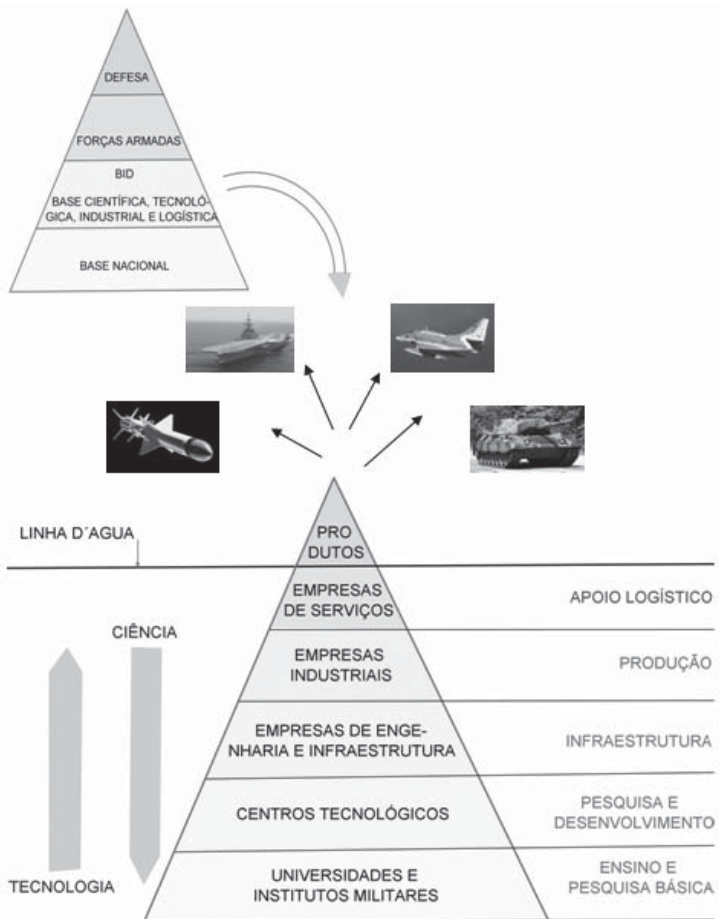 DEFESA
FORÇAS ARMADAS
BID
BASE CIENTÍFICA, TECNOLÓ-
GICA, INDUSTRIAL E LOGÍSTICA
BASE NACIONAL
LINHA D´AGUA
PRO
DUTOS
EMPRESAS
DE SERVIÇOS
APOIO LOGÍSTICO
CIÊNCIA
EMPRESAS
INDUSTRIAIS
PRODUÇÃO
EMPRESAS DE ENGE-
NHARIA E INFRAESTRUTURA
INFRAESTRUTURA
CENTROS TECNOLÓGICOS
PESQUISA E
DESENVOLVIMENTO
TECNOLOGIA
UNIVERSIDADES E
INSTITUTOS MILITARES
ENSINO E
PESQUISA BÁSICA